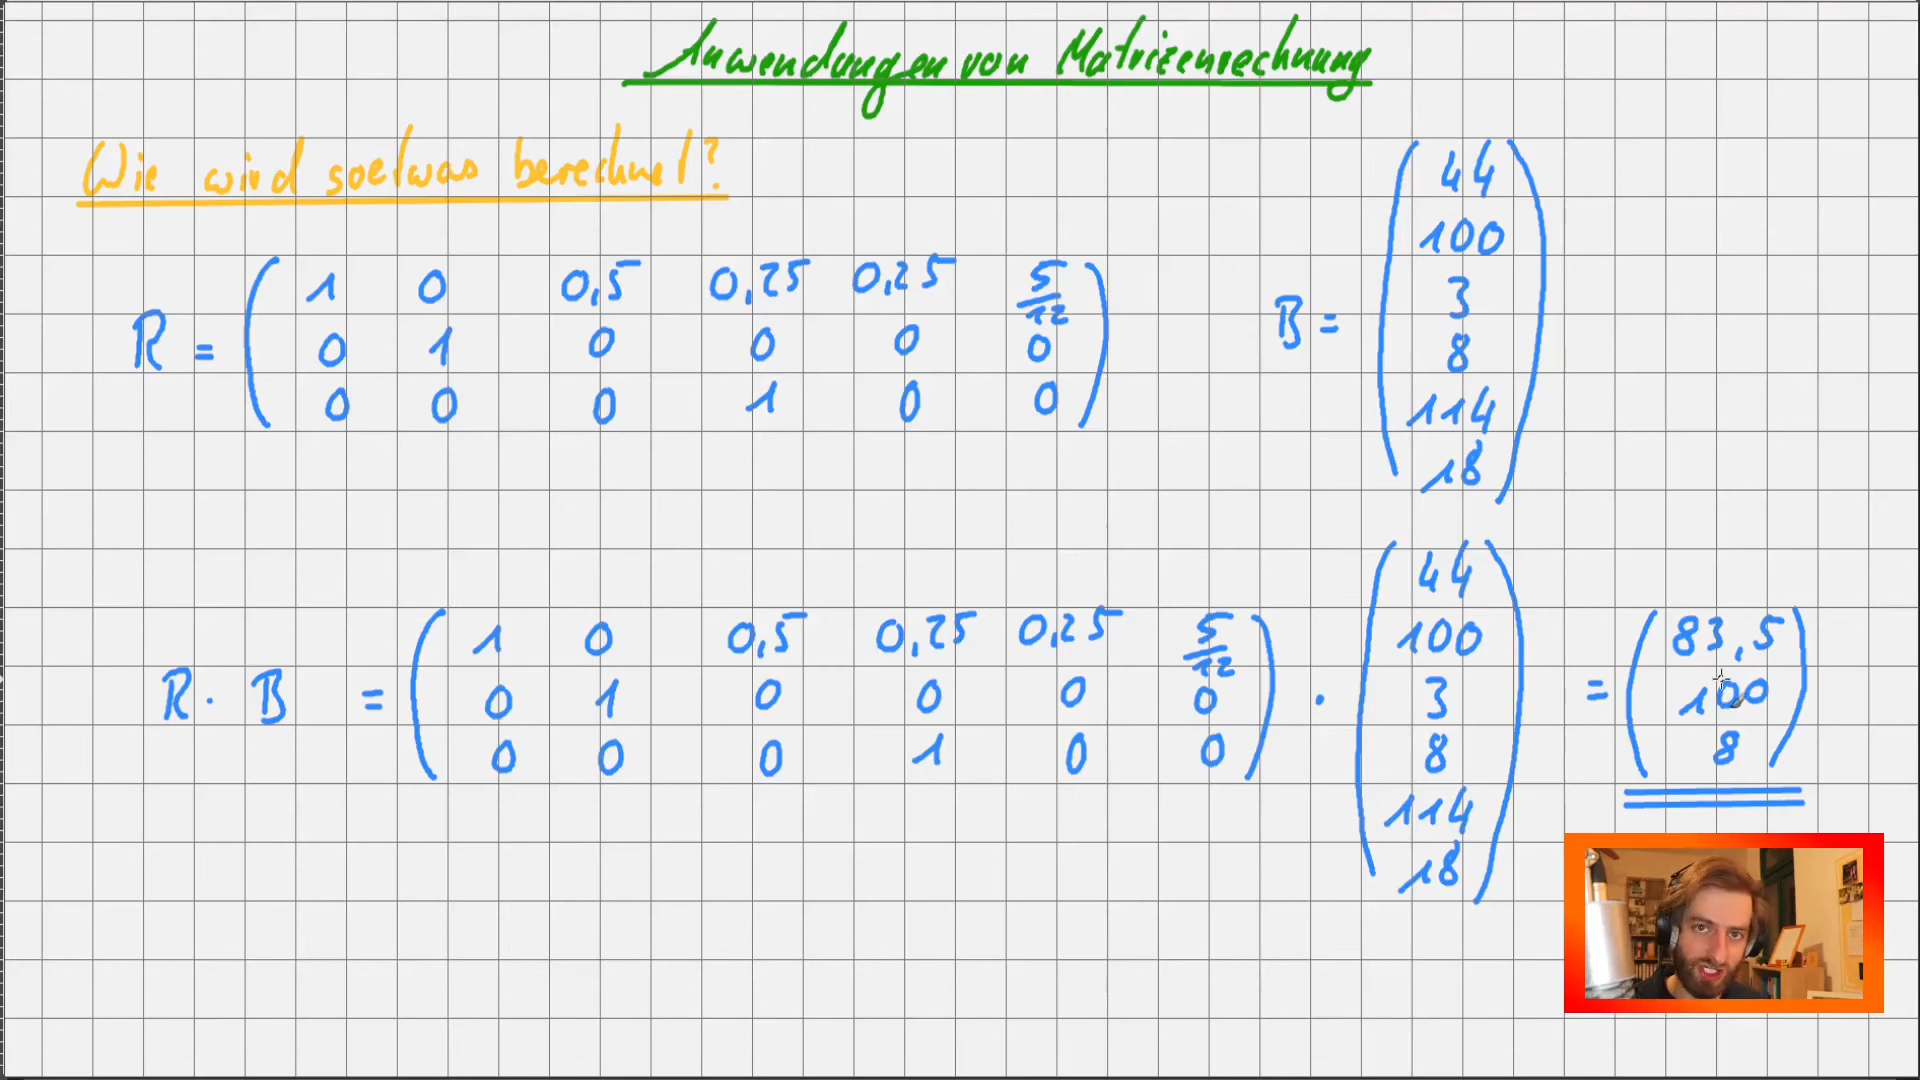 Anwendungen von Matrizenrechnung
Wie wird soetwas berechnet?
R = ( 1 0 0,5 0,25 0,25 5/12 )
( 0 1 0 0 0 0 )
( 0 0 0 1 0 0 )
B = ( 44 )
( 100 )
( 3 )
( 8 )
( 114 )
( 18 )
R · B = ( 1 0 0,5 0,25 0,25 5/12 ) · ( 44 ) = ( 83,5 )
( 0 1 0 0 0 0 ) ( 100 ) ( 100 )
( 0 0 0 1 0 0 ) ( 3 ) ( 8 )
( 8 )
( 114 )
( 18 )